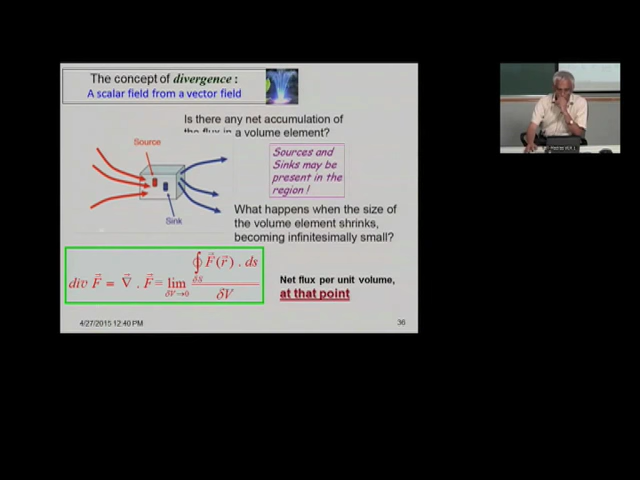 The concept of divergence :
A scalar field from a vector field
Is there any net accumulation of
the flux in a volume element?
Source
Sources and
Sinks may be
present in the
region !
Sink
What happens when the size of
the volume element shrinks,
becoming infinitesimally small?
div F⃗ = ∇⃗ . F⃗ ≡ lim δV→0 ∮δS F⃗(r⃗) . ds / δV
Net flux per unit volume,
at that point
4/27/2015 12:40 PM
36